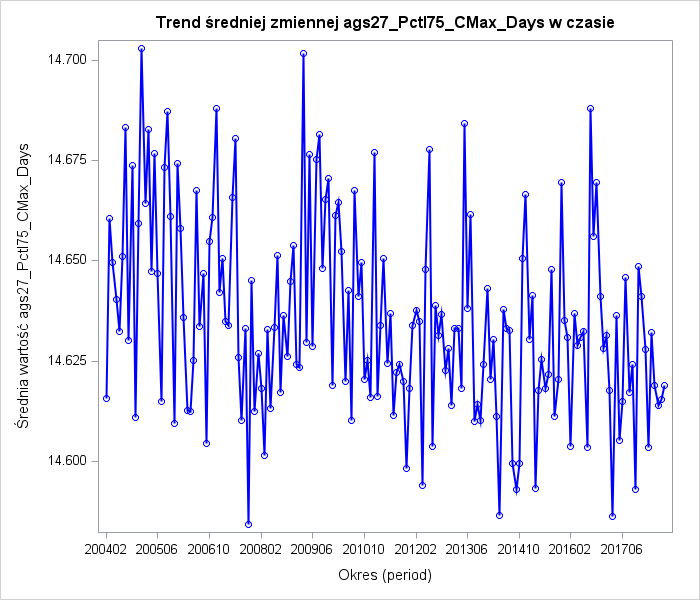 Trend średniej zmiennej ags27_Pctl75_CMax_Days w czasie
Średnia wartość ags27_Pctl75_CMax_Days
14.700
14.675
14.650
14.625
14.600
200402 200506 200610 200802 200906 201010 201202 201306 201410 201602 201706
Okres (period)